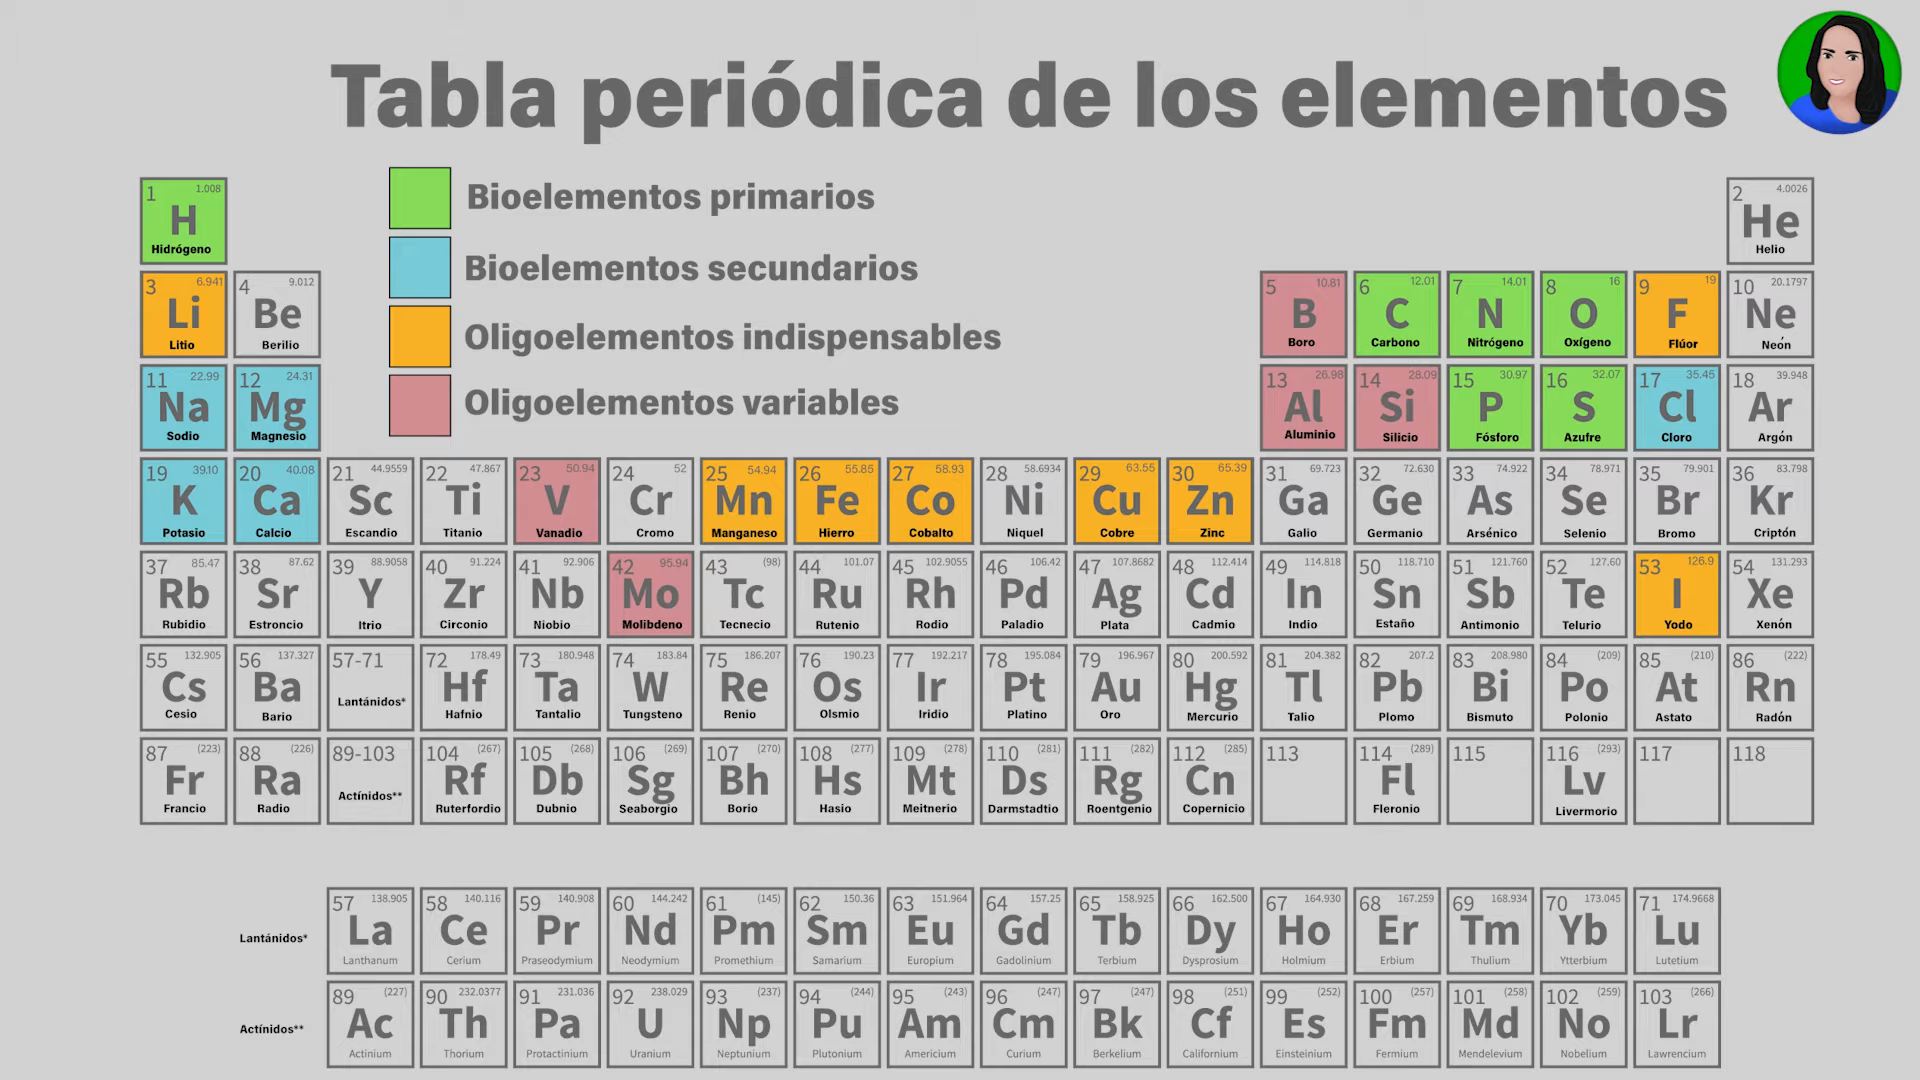 Tabla periódica de los elementos
Bioelementos primarios
Bioelementos secundarios
Oligoelementos indispensables
Oligoelementos variables
1 1.008 H Hidrógeno
2 4.0026 He Helio
3 6.941 Li Litio
4 9.012 Be Berilio
5 10.81 B Boro
6 12.01 C Carbono
7 14.01 N Nitrógeno
8 16 O Oxígeno
9 19 F Flúor
10 20.1797 Ne Neón
11 22.99 Na Sodio
12 24.31 Mg Magnesio
13 26.98 Al Aluminio
14 28.09 Si Silicio
15 30.97 P Fósforo
16 32.07 S Azufre
17 35.45 Cl Cloro
18 39.948 Ar Argón
19 39.10 K Potasio
20 40.08 Ca Calcio
21 44.9559 Sc Escandio
22 47.867 Ti Titanio
23 50.94 V Vanadio
24 52 Cr Cromo
25 54.94 Mn Manganeso
26 55.85 Fe Hierro
27 58.93 Co Cobalto
28 58.6934 Ni Niquel
29 63.55 Cu Cobre
30 65.39 Zn Zinc
31 69.723 Ga Galio
32 72.630 Ge Germanio
33 74.922 As Arsénico
34 78.971 Se Selenio
35 79.901 Br Bromo
36 83.798 Kr Criptón
37 85.47 Rb Rubidio
38 87.62 Sr Estroncio
39 88.9058 Y Itrio
40 91.224 Zr Circonio
41 92.906 Nb Niobio
42 95.94 Mo Molibdeno
43 (98) Tc Tecnecio
44 101.07 Ru Rutenio
45 102.9055 Rh Rodio
46 106.42 Pd Paladio
47 107.8682 Ag Plata
48 112.414 Cd Cadmio
49 114.818 In Indio
50 118.710 Sn Estaño
51 121.760 Sb Antimonio
52 127.60 Te Telurio
53 126.9 I Yodo
54 131.293 Xe Xenón
55 132.905 Cs Cesio
56 137.327 Ba Bario
57-71 Lantánidos*
72 178.49 Hf Hafnio
73 180.948 Ta Tantalio
74 183.84 W Tungsteno
75 186.207 Re Renio
76 190.23 Os Olsmio
77 192.217 Ir Iridio
78 195.084 Pt Platino
79 196.967 Au Oro
80 200.592 Hg Mercurio
81 204.382 Tl Talio
82 207.2 Pb Plomo
83 208.980 Bi Bismuto
84 (209) Po Polonio
85 (210) At Astato
86 (222) Rn Radón
87 (223) Fr Francio
88 (226) Ra Radio
89-103 Actínidos**
104 (267) Rf Ruterfordio
105 (268) Db Dubnio
106 (269) Sg Seaborgio
107 (270) Bh Borio
108 (277) Hs Hasio
109 (278) Mt Meitnerio
110 (281) Ds Darmstadtio
111 (282) Rg Roentgenio
112 (285) Cn Copernicio
113
114 (289) Fl Fleronio
115
116 (293) Lv Livermorio
117
118
Lantánidos*
57 138.905 La Lanthanum
58 140.116 Ce Cerium
59 140.908 Pr Praseodymium
60 144.242 Nd Neodymium
61 (145) Pm Promethium
62 150.36 Sm Samarium
63 151.964 Eu Europium
64 157.25 Gd Gadolinium
65 158.925 Tb Terbium
66 162.500 Dy Dysprosium
67 164.930 Ho Holmium
68 167.259 Er Erbium
69 168.934 Tm Thulium
70 173.045 Yb Ytterbium
71 174.9668 Lu Lutetium
Actínidos**
89 (227) Ac Actinium
90 232.0377 Th Thorium
91 231.036 Pa Protactinium
92 238.029 U Uranium
93 (237) Np Neptunium
94 (244) Pu Plutonium
95 (243) Am Americium
96 (247) Cm Curium
97 (247) Bk Berkelium
98 (251) Cf Californium
99 (252) Es Einsteinium
100 (257) Fm Fermium
101 (258) Md Mendelevium
102 (259) No Nobelium
103 (266) Lr Lawrencium